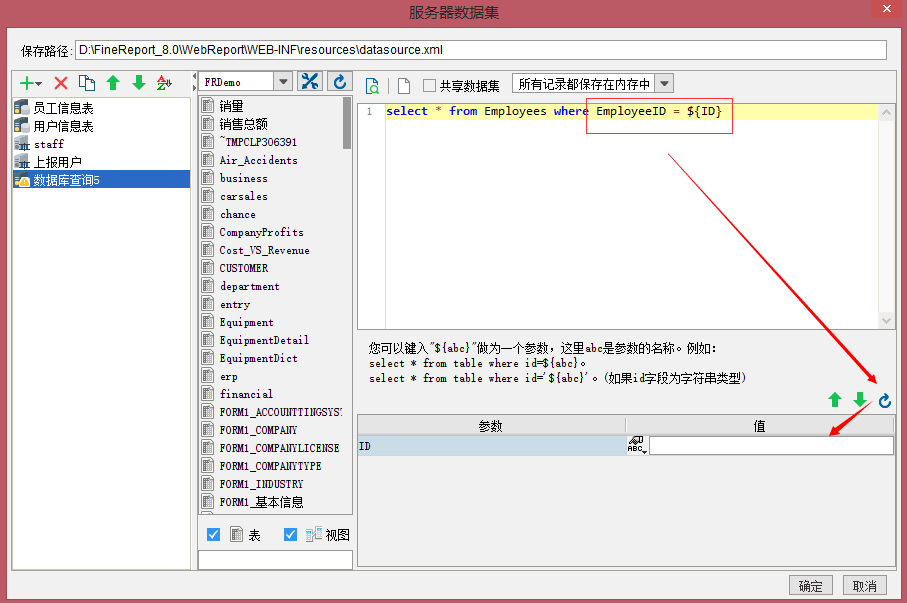 服务器数据集
保存路径: D:\FineReport_8.0\WebReport\WEB-INF\resources\datasource.xml
员工信息表
用户信息表
staff
上报用户
数据库查询5
FRDemo
销量
销售总额
~TMPCLP306391
Air_Accidents
business
carsales
chance
CompanyProfits
Cost_VS_Revenue
CUSTOMER
department
entry
Equipment
EquipmentDetail
EquipmentDict
erp
financial
FORM1_ACCOUNTTINGSYST
FORM1_COMPANY
FORM1_COMPANYLICENSE
FORM1_COMPANYTYPE
FORM1_INDUSTRY
FORM1_基本信息
表 视图
共享数据集 所有记录都保存在内存中
1 select * from Employees where EmployeeID = ${ID}
您可以键入"${abc}"做为一个参数，这里abc是参数的名称。例如:
select * from table where id=${abc}。
select * from table where id='${abc}'。(如果id字段为字符串类型)
参数 值
ID ABC
确定 取消